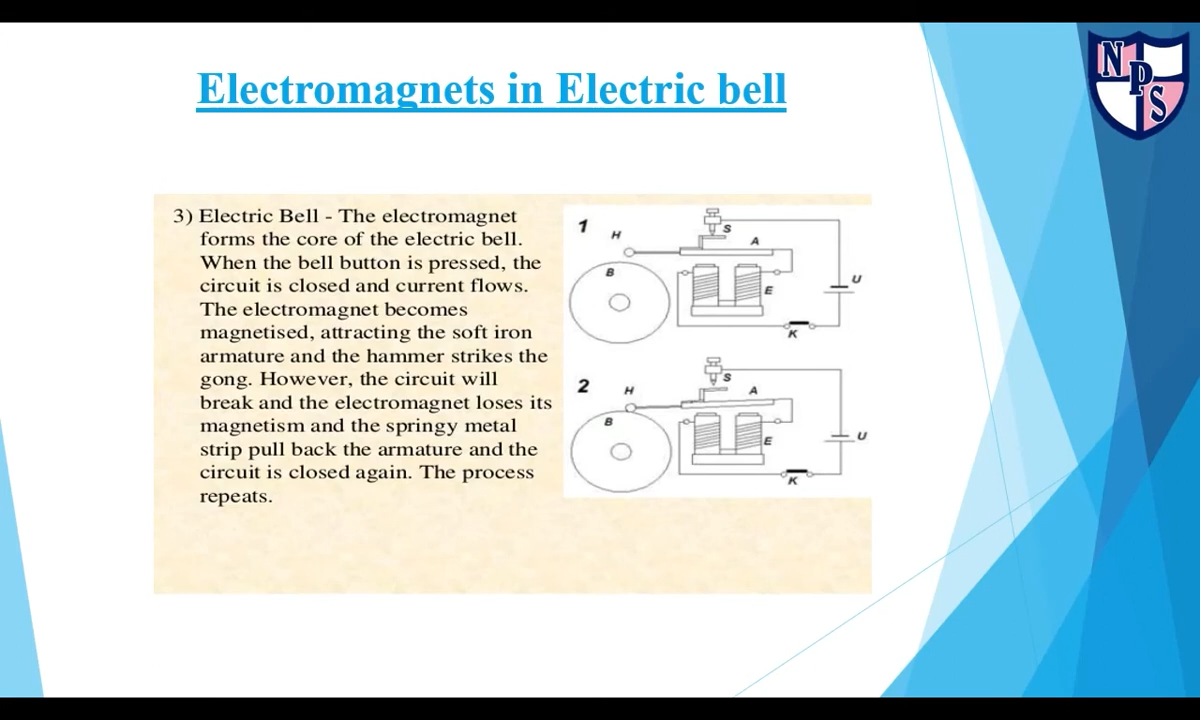 Electromagnets in Electric bell
N
P
S
3) Electric Bell - The electromagnet
forms the core of the electric bell.
When the bell button is pressed, the
circuit is closed and current flows.
The electromagnet becomes
magnetised, attracting the soft iron
armature and the hammer strikes the
gong. However, the circuit will
break and the electromagnet loses its
magnetism and the springy metal
strip pull back the armature and the
circuit is closed again. The process
repeats.
1
H
S
A
B
E
U
K
2
H
S
A
B
E
U
K